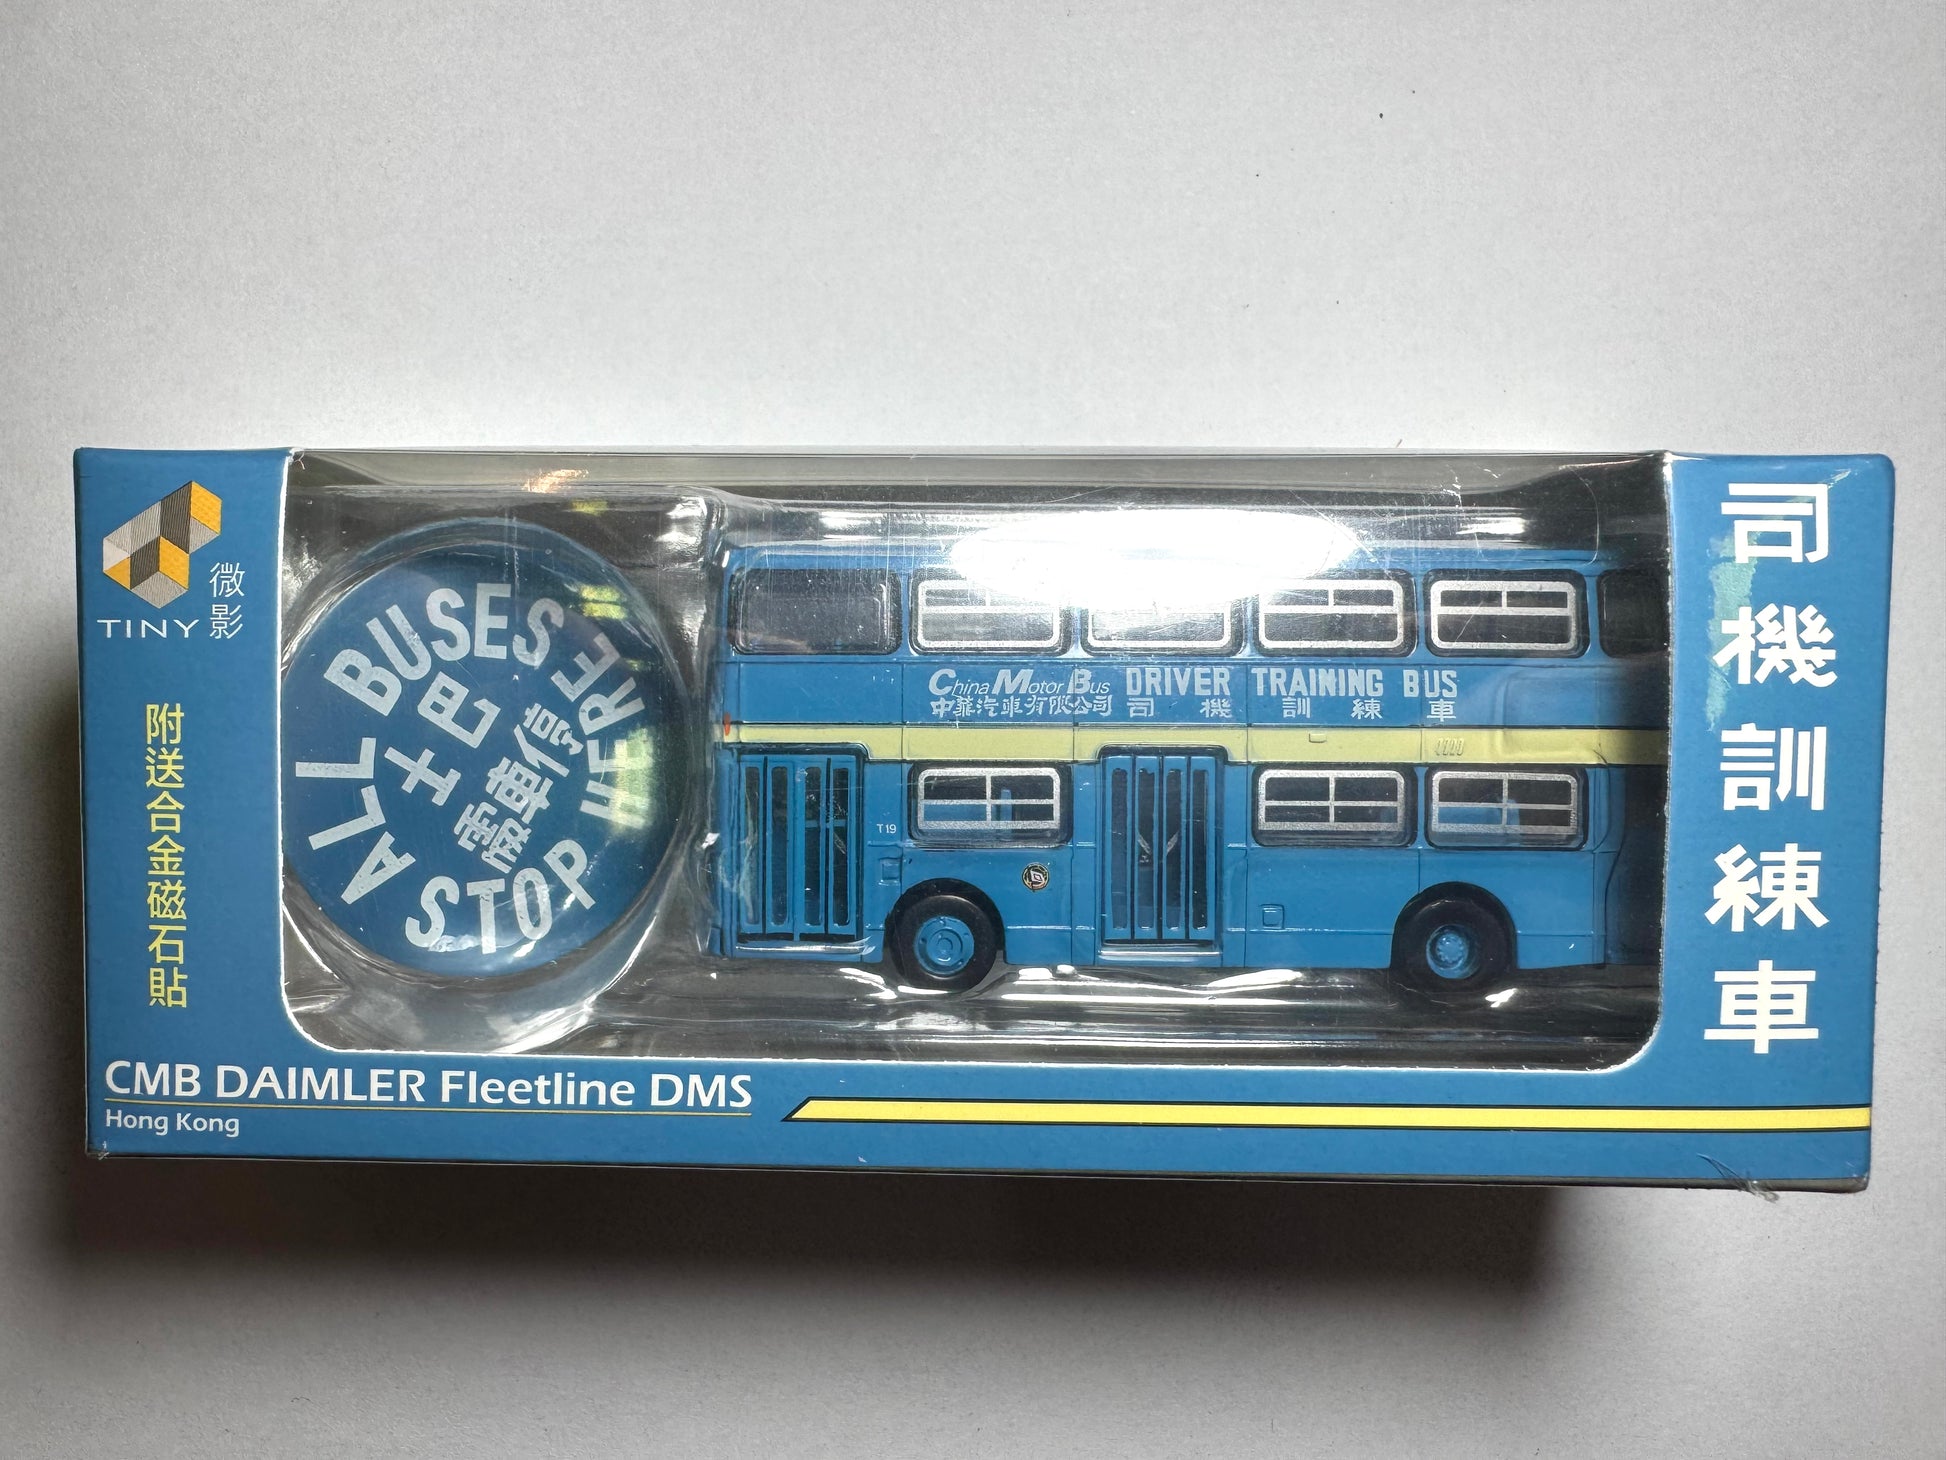 TINY 微影
附送合金磁石貼
ALL BUSES STOP HERE
巴士
停車
China Motor Bus DRIVER TRAINING BUS
中華汽車有限公司 司機訓練車
T19
司機訓練車
CMB DAIMLER Fleetline DMS
Hong Kong